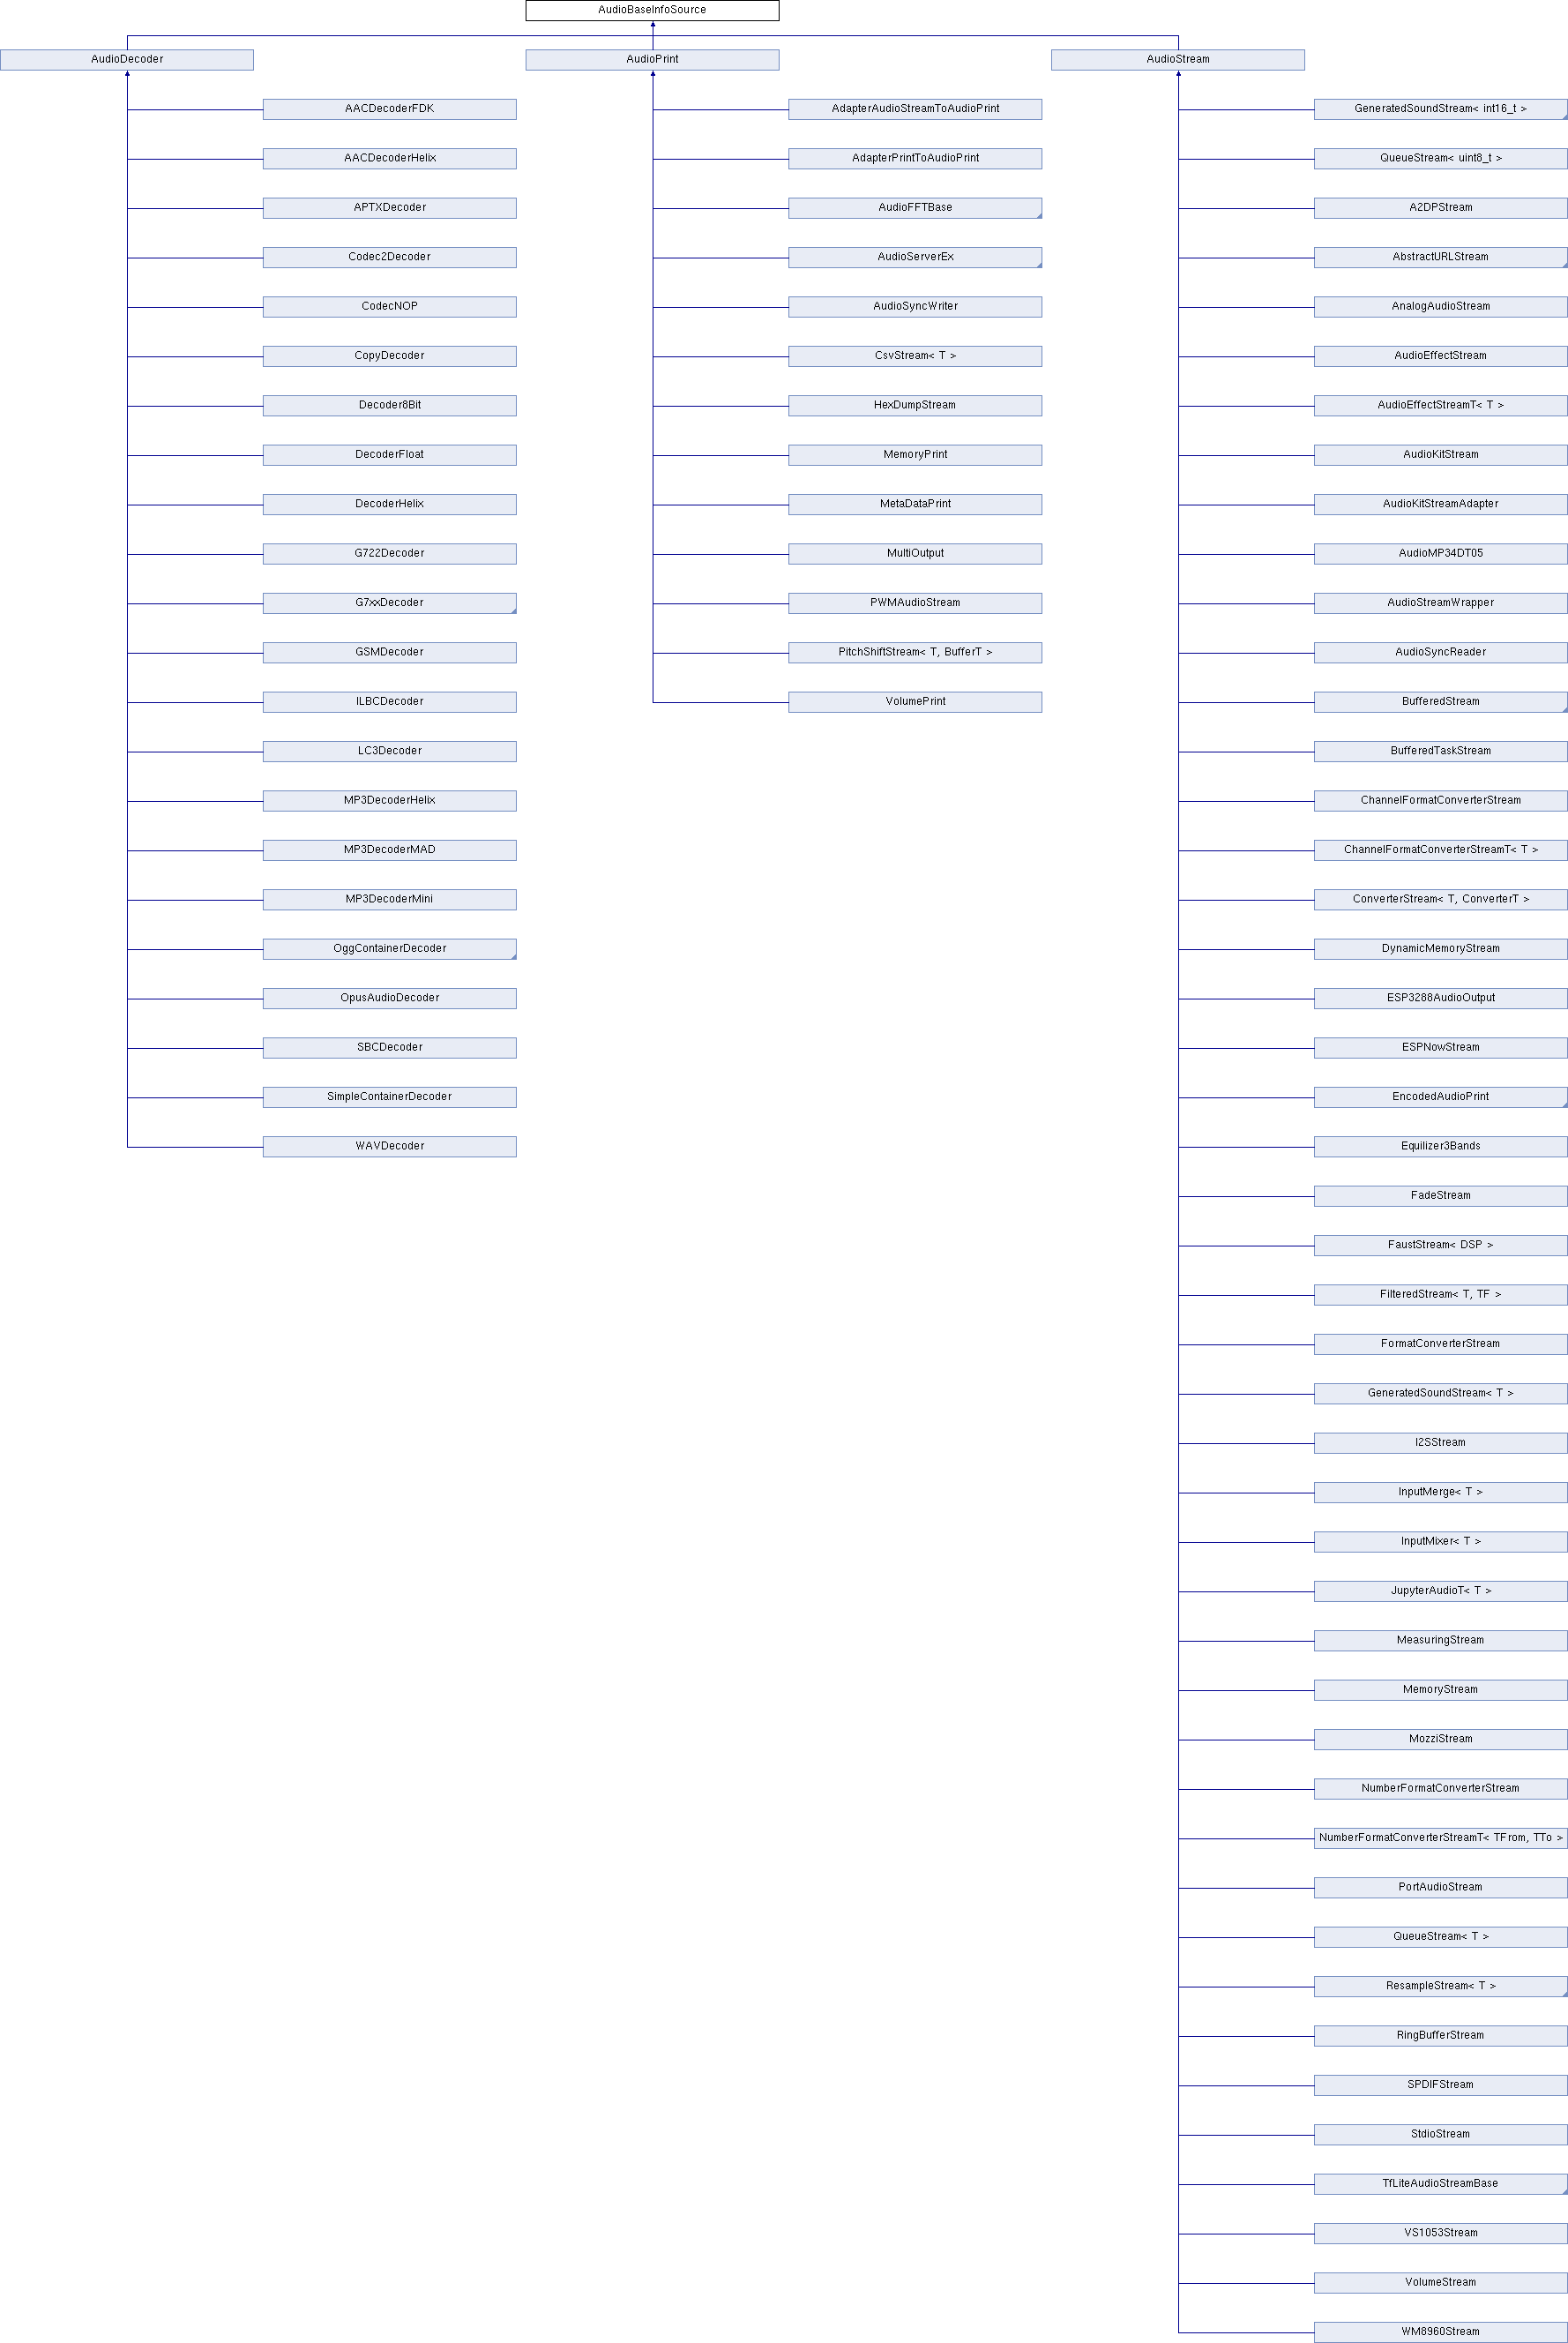 AudioBaseInfoSource
AudioDecoder
AudioPrint
AudioStream
AACDecoderFDK
AACDecoderHelix
APTXDecoder
Codec2Decoder
CodecNOP
CopyDecoder
Decoder8Bit
DecoderFloat
DecoderHelix
G722Decoder
G7xxDecoder
GSMDecoder
ILBCDecoder
LC3Decoder
MP3DecoderHelix
MP3DecoderMAD
MP3DecoderMini
OggContainerDecoder
OpusAudioDecoder
SBCDecoder
SimpleContainerDecoder
WAVDecoder
AdapterAudioStreamToAudioPrint
AdapterPrintToAudioPrint
AudioFFTBase
AudioServerEx
AudioSyncWriter
CsvStream< T >
HexDumpStream
MemoryPrint
MetaDataPrint
MultiOutput
PWMAudioStream
PitchShiftStream< T, BufferT >
VolumePrint
GeneratedSoundStream< int16_t >
QueueStream< uint8_t >
A2DPStream
AbstractURLStream
AnalogAudioStream
AudioEffectStream
AudioEffectStreamT< T >
AudioKitStream
AudioKitStreamAdapter
AudioMP34DT05
AudioStreamWrapper
AudioSyncReader
BufferedStream
BufferedTaskStream
ChannelFormatConverterStream
ChannelFormatConverterStreamT< T >
ConverterStream< T, ConverterT >
DynamicMemoryStream
ESP3288AudioOutput
ESPNowStream
EncodedAudioPrint
Equilizer3Bands
FadeStream
FaustStream< DSP >
FilteredStream< T, TF >
FormatConverterStream
GeneratedSoundStream< T >
I2SStream
InputMerge< T >
InputMixer< T >
JupyterAudioT< T >
MeasuringStream
MemoryStream
MozziStream
NumberFormatConverterStream
NumberFormatConverterStreamT< TFrom, TTo >
PortAudioStream
QueueStream< T >
ResampleStream< T >
RingBufferStream
SPDIFStream
StdioStream
TfLiteAudioStreamBase
VS1053Stream
VolumeStream
WM8960Stream